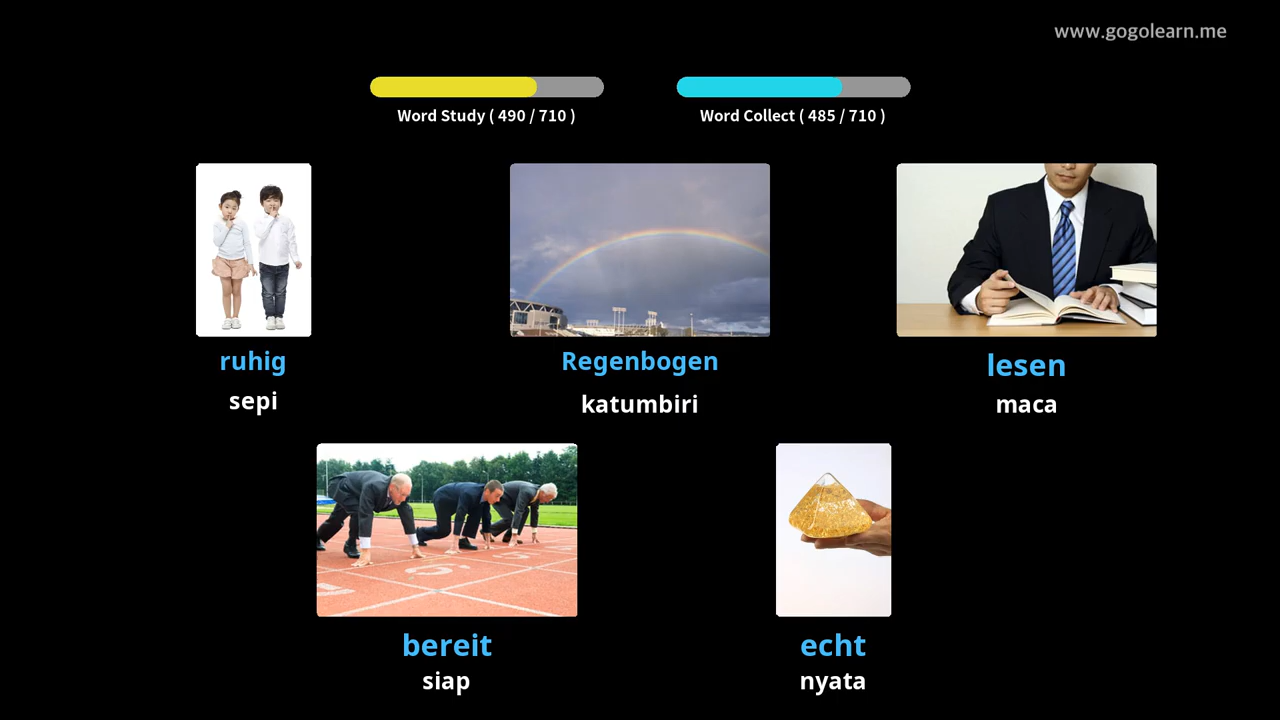 www.gogolearn.me
Word Study ( 490 / 710 )
Word Collect ( 485 / 710 )
ruhig
sepi
Regenbogen
katumbiri
lesen
maca
bereit
siap
echt
nyata